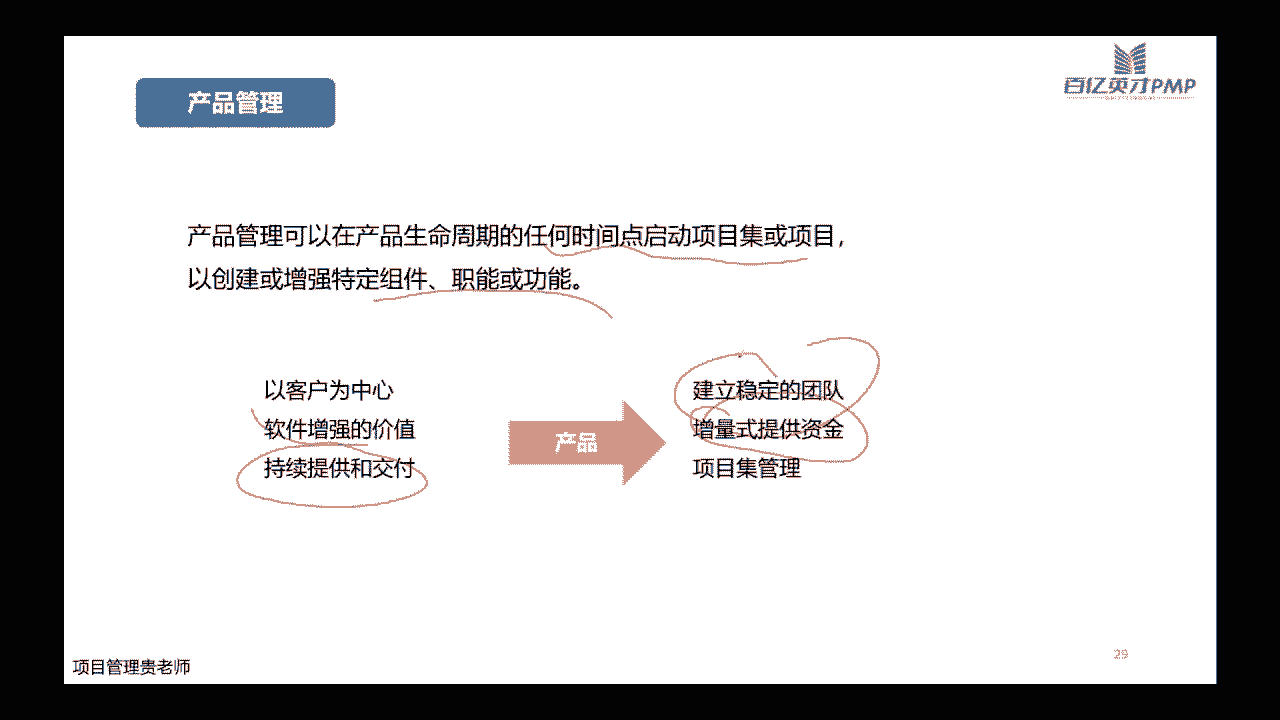 百亿英才PMP
产品管理
产品管理可以在产品生命周期的任何时间点启动项目集或项目，
以创建或增强特定组件、职能或功能。
以客户为中心
软件增强的价值
持续提供和交付
产品
建立稳定的团队
增量式提供资金
项目集管理
29
项目管理贵老师